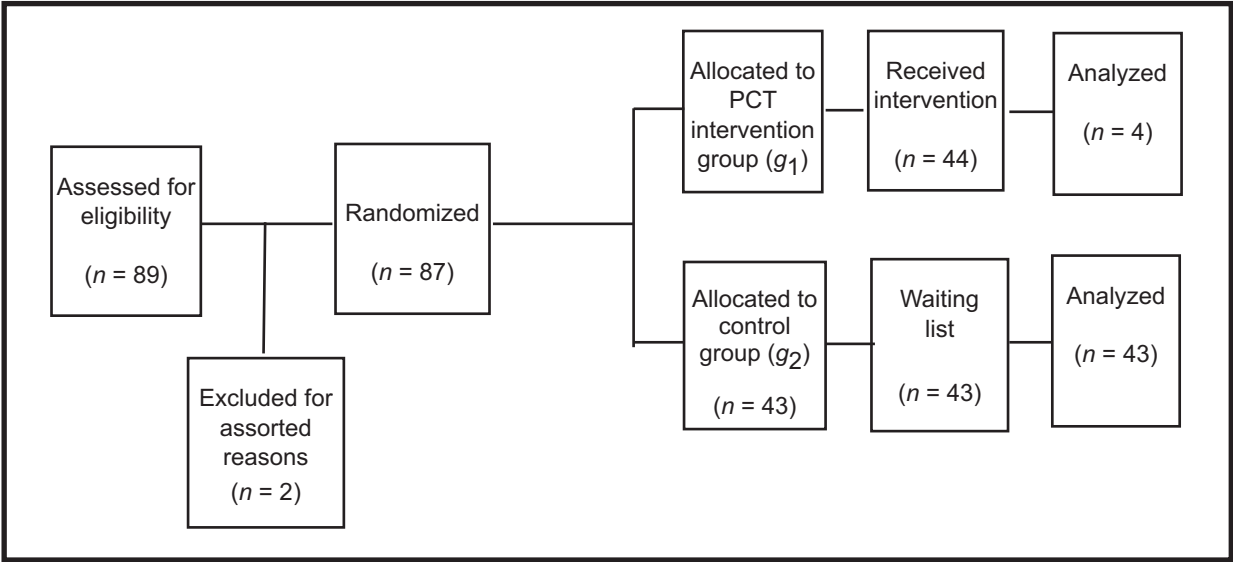 Assessed for
eligibility
(n = 89)
Excluded for
assorted
reasons
(n = 2)
Randomized
(n = 87)
Allocated to
PCT
intervention
group (g1)
Received
intervention
(n = 44)
Analyzed
(n = 4)
Allocated to
control
group (g2)
(n = 43)
Waiting
list
(n = 43)
Analyzed
(n = 43)